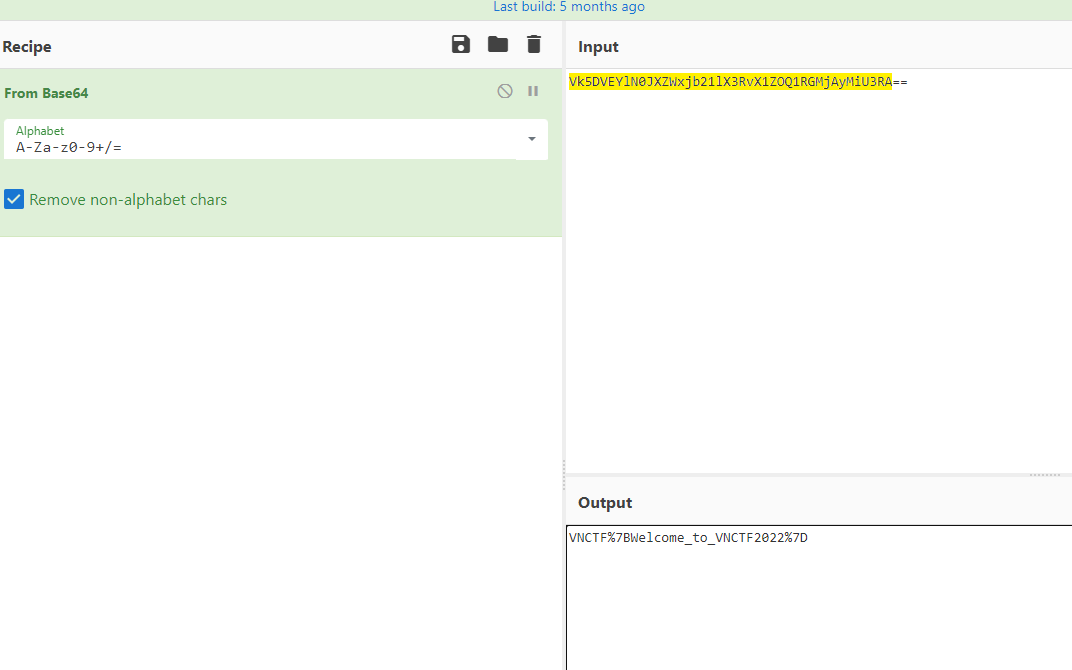 Last build: 5 months ago
Recipe
From Base64
Alphabet
A-Za-z0-9+/=
Remove non-alphabet chars
Input
Vk5DVEYlN0JXZWxjb21lX3RvX1ZOQ1RGMjAyMiU3RA==
Output
VNCTF%7BWelcome_to_VNCTF2022%7D